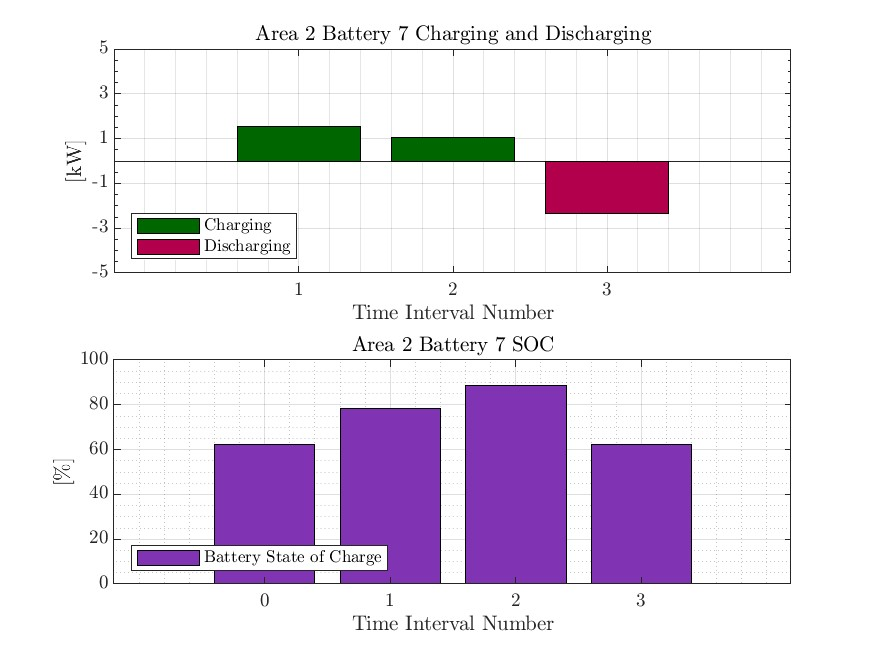 Area 2 Battery 7 Charging and Discharging
5
3
1
-1
-3
-5
[kW]
Charging
Discharging
1 2 3
Time Interval Number
Area 2 Battery 7 SOC
100
80
60
40
20
0
[%]
Battery State of Charge
0 1 2 3
Time Interval Number